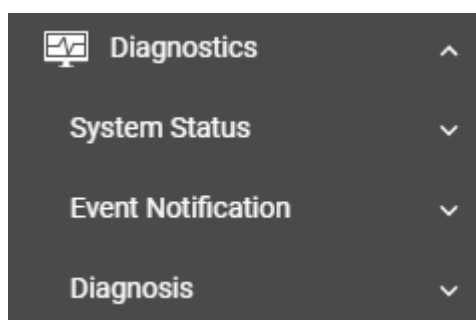 Diagnostics
System Status
Event Notification
Diagnosis